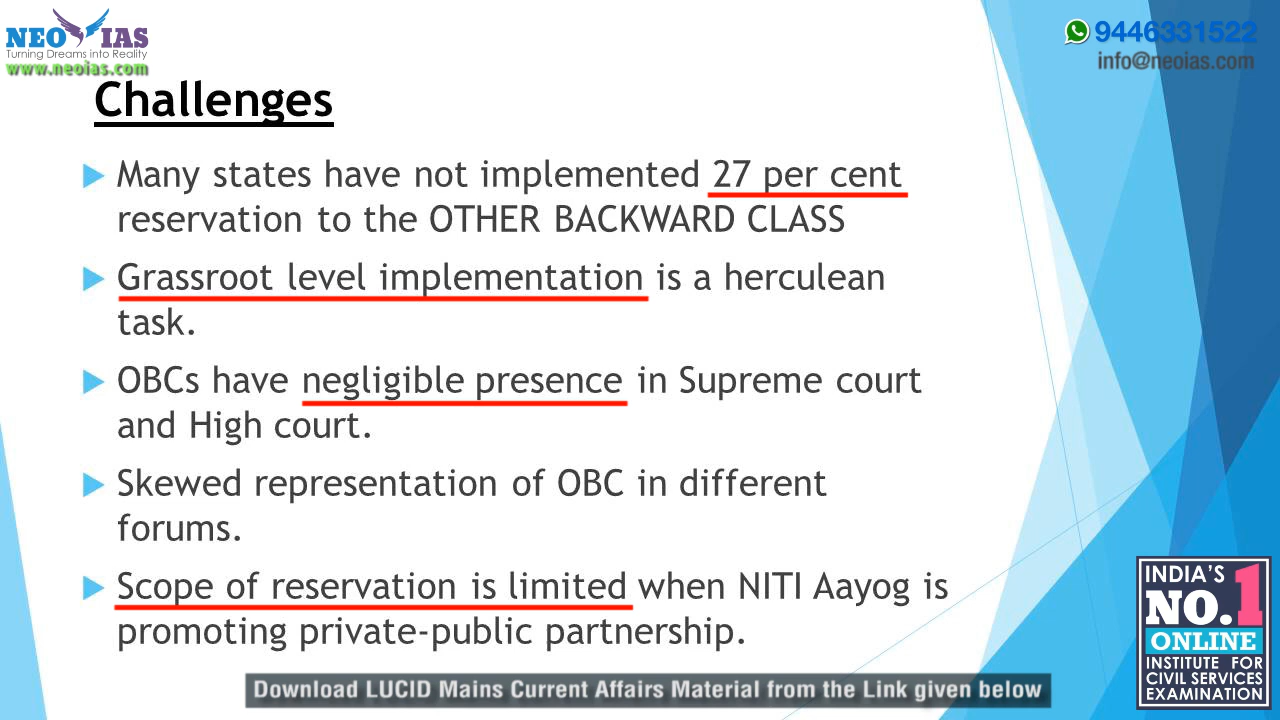 NEO IAS
Turning Dreams into Reality
www.neoias.com
9446331522
info@neoias.com
Challenges
Many states have not implemented 27 per cent
reservation to the OTHER BACKWARD CLASS
Grassroot level implementation is a herculean
task.
OBCs have negligible presence in Supreme court
and High court.
Skewed representation of OBC in different
forums.
Scope of reservation is limited when NITI Aayog is
promoting private-public partnership.
INDIA'S
NO.1
ONLINE
INSTITUTE FOR
CIVIL SERVICES
EXAMINATION
Download LUCID Mains Current Affairs Material from the Link given below